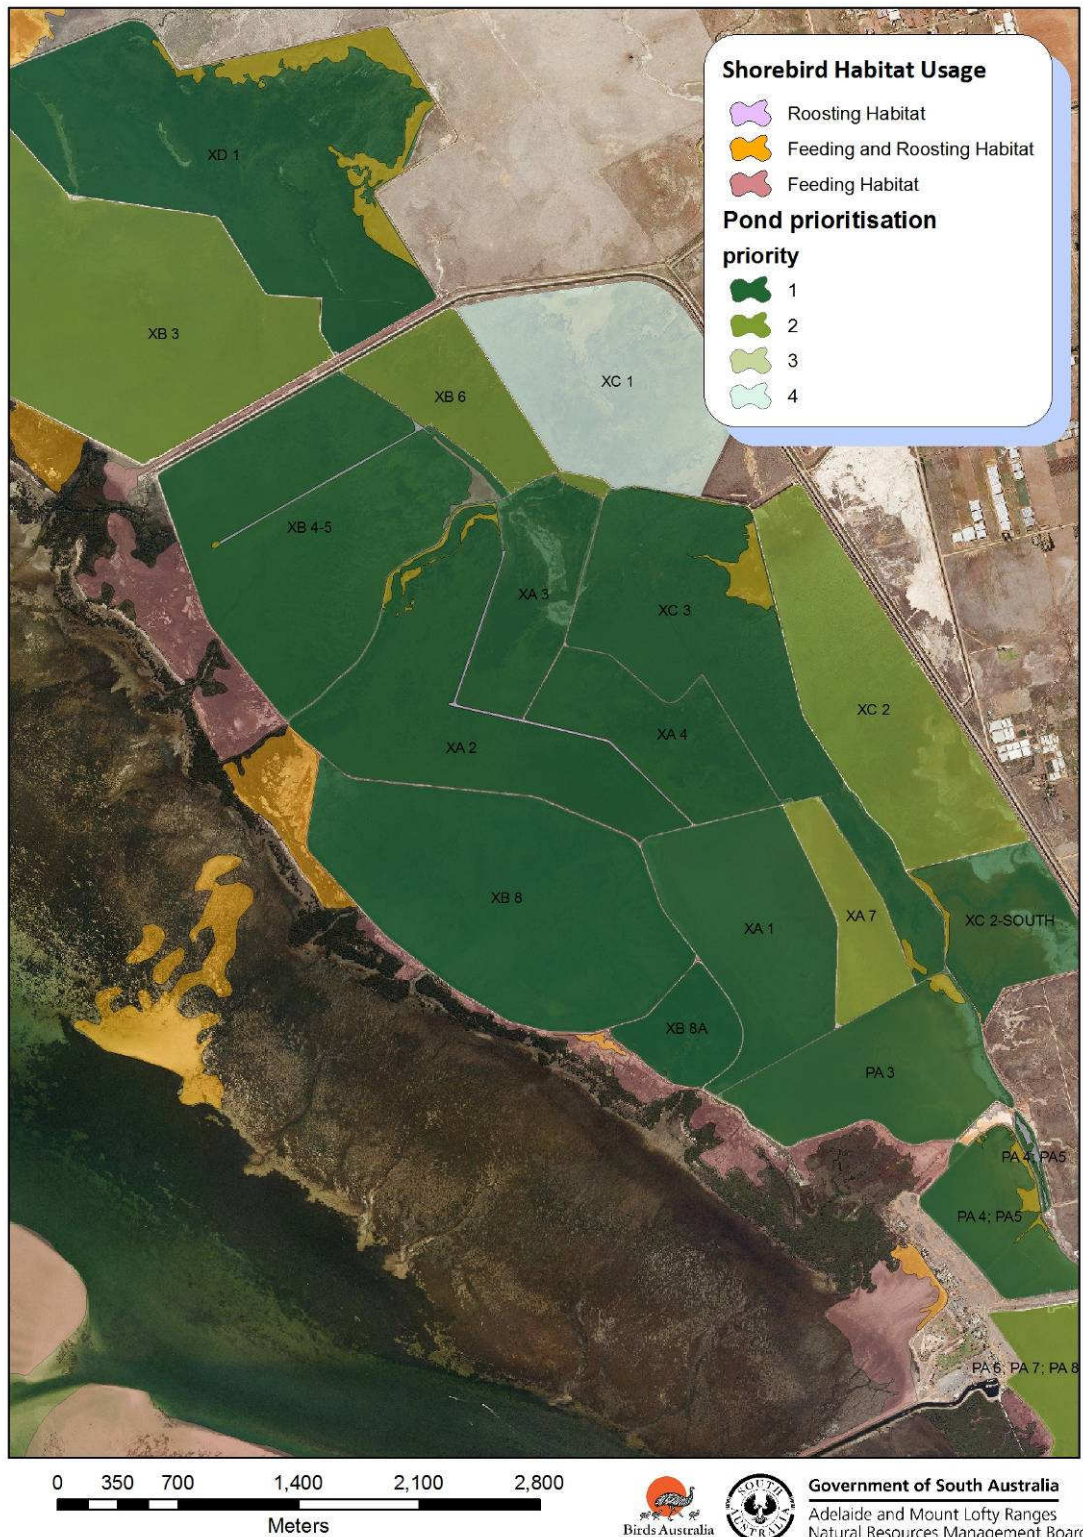 Shorebird Habitat Usage
Roosting Habitat
Feeding and Roosting Habitat
Feeding Habitat
Pond prioritisation
priority
1
2
3
4
XD 1
XB 3
XC 1
XB 6
XB 4-5
XA 3
XC 3
XC 2
XA 4
XA 2
XB 8
XA 7
XA 1
XC 2-SOUTH
XB 8A
PA 3
PA 4; PA5
PA 4; PA5
PA 6; PA 7; PA 8
0 350 700 1,400 2,100 2,800
Meters
Birds Australia
SOUTH AUSTRALIA
Government of South Australia
Adelaide and Mount Lofty Ranges
Natural Resources Management Board